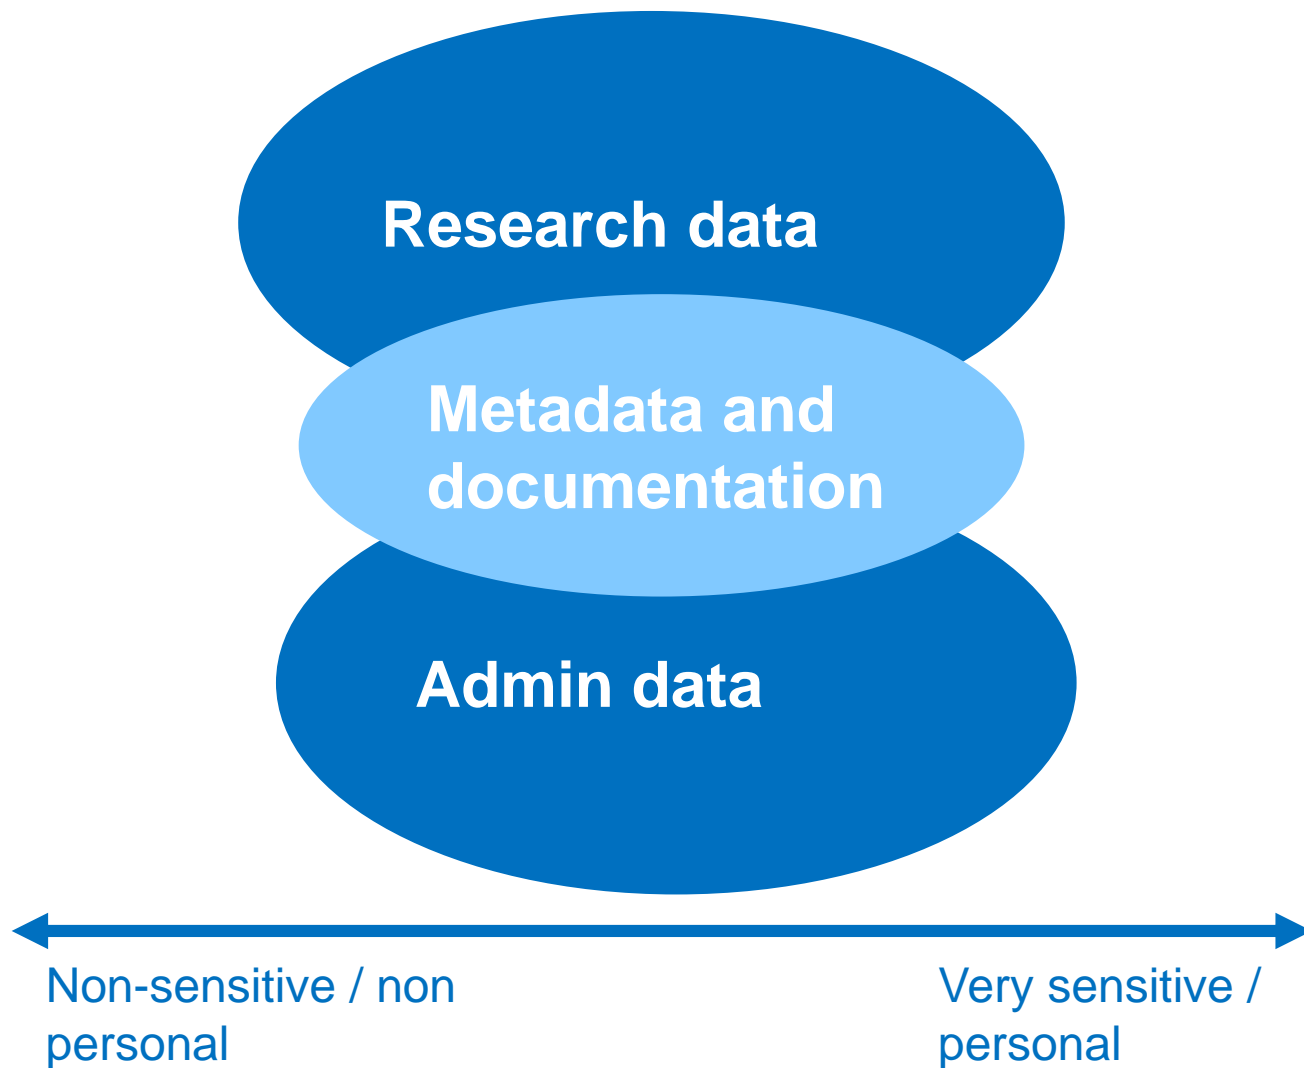 Research data
Metadata and
documentation
Admin data
Non-sensitive / non
personal
Very sensitive /
personal